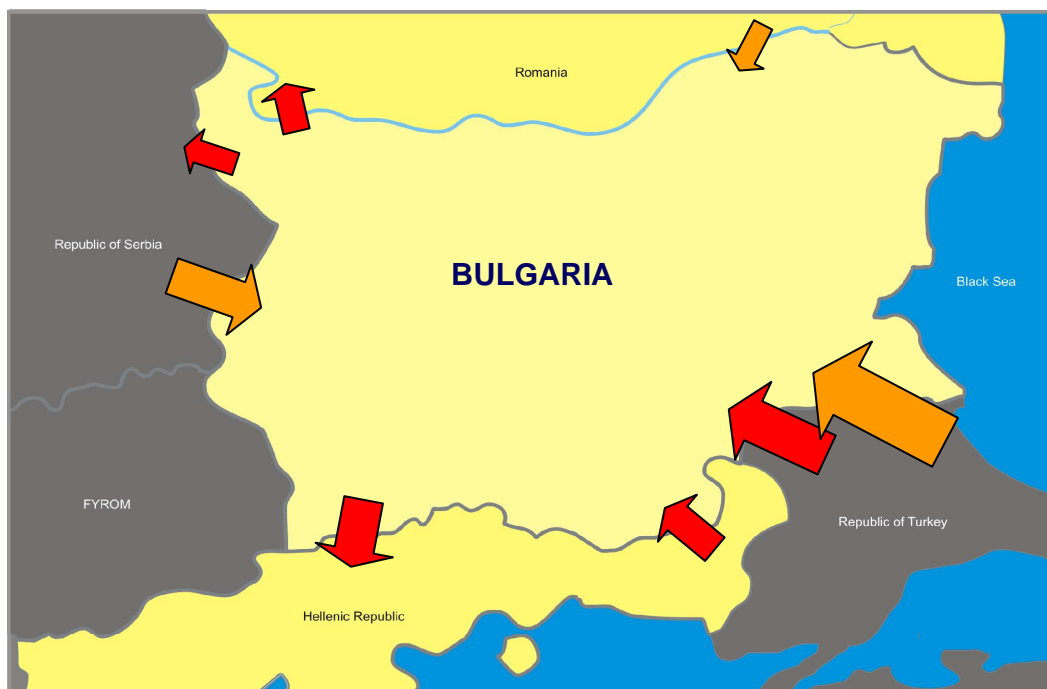 Romania
Republic of Serbia
BULGARIA
Black Sea
FYROM
Republic of Turkey
Hellenic Republic